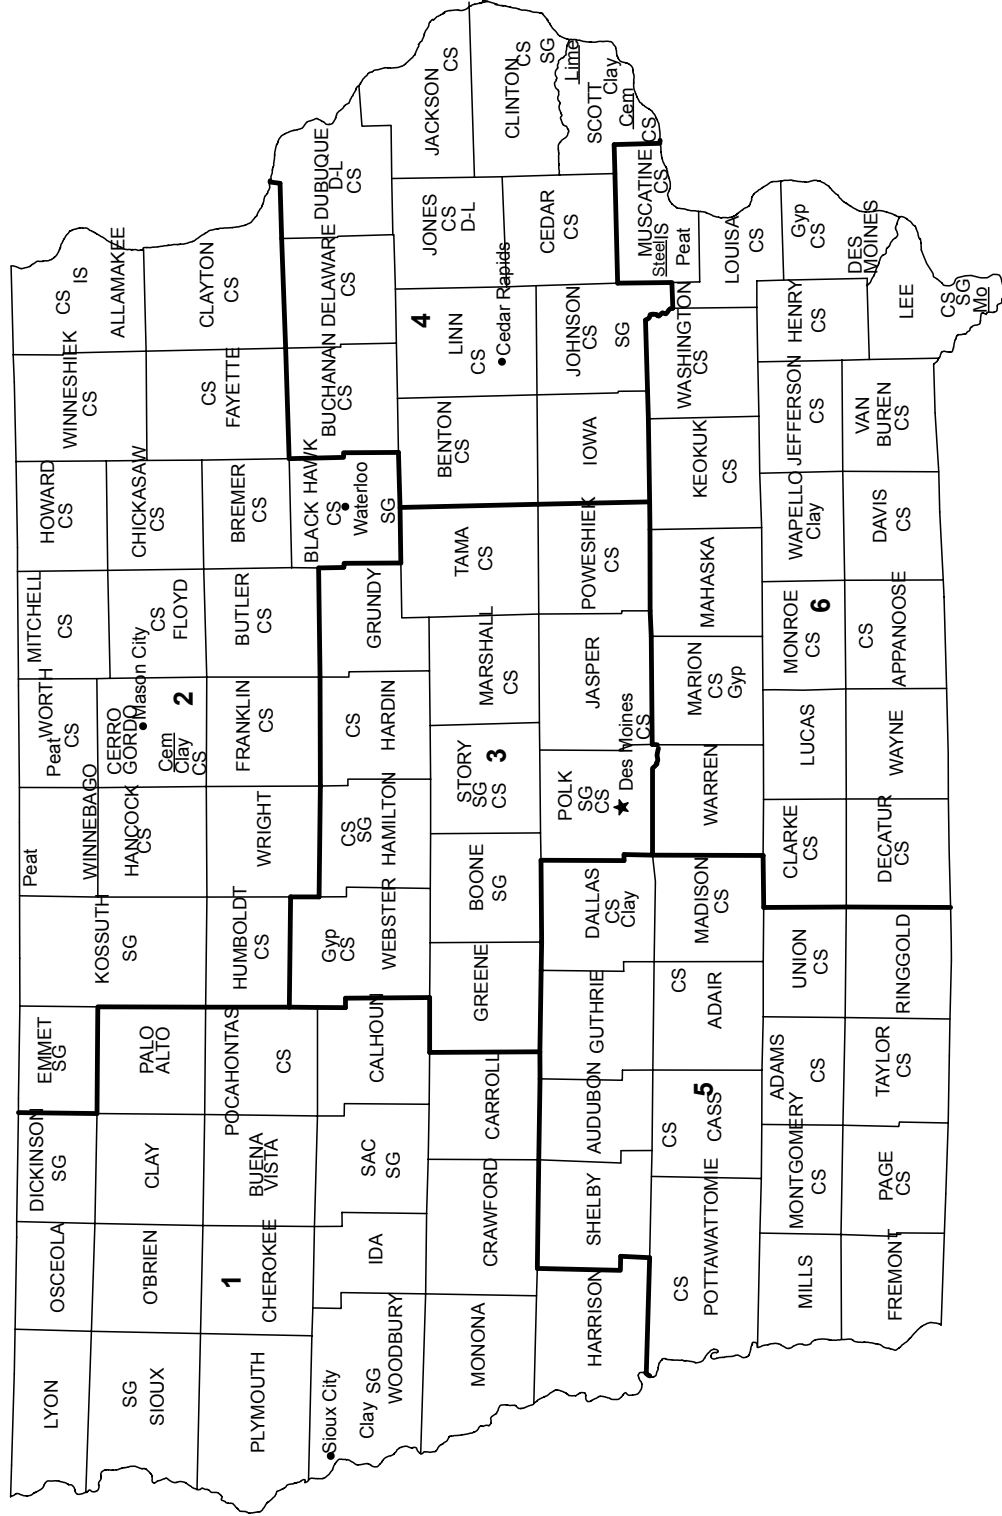 LYON
OSCEOLA
DICKINSON
SG
EMMET
SG
KOSSUTH
SG
Peat
WINNEBAGO
Peat
WORTH
CS
MITCHELL
CS
HOWARD
CS
WINNESHIEK
CS
CS
IS
ALLAMAKEE
SG
SIOUX
O'BRIEN
CLAY
PALO
ALTO
HANCOCK
CS
CERRO
GORDO
Mason City
Cem
Clay
CS
2
CS
FLOYD
CHICKASAW
CS
CS
FAYETTE
CLAYTON
CS
PLYMOUTH
1
CHEROKEE
BUENA
VISTA
POCAHONTAS
CS
HUMBOLDT
CS
WRIGHT
FRANKLIN
CS
BUTLER
CS
BREMER
CS
BLACK HAWK
CS
Waterloo
SG
BUCHANAN
CS
DELAWARE
CS
DUBUQUE
D-L
CS
Sioux City
Clay SG
WOODBURY
IDA
SAC
SG
CALHOUN
Gyp
CS
WEBSTER
CS
SG
HAMILTON
CS
HARDIN
GRUNDY
TAMA
CS
BENTON
CS
4
LINN
CS
Cedar Rapids
JONES
CS
D-L
JACKSON
CS
MONONA
CRAWFORD
CARROLL
GREENE
BOONE
SG
STORY
SG
CS
3
MARSHALL
CS
POWESHIEK
CS
IOWA
JOHNSON
CS
SG
CEDAR
CS
CLINTON
CS
SG
Lime
SCOTT
Clay
Cem
CS
HARRISON
SHELBY
AUDUBON
GUTHRIE
DALLAS
CS
Clay
POLK
SG
CS
Des Moines
CS
JASPER
MUSCATINE
CS
Steel
IS
Peat
CS
POTTAWATTOMIE
CS
CASS
5
CS
ADAIR
MADISON
CS
WARREN
MARION
CS
Gyp
MAHASKA
KEOKUK
CS
WASHINGTON
CS
LOUISA
CS
MILLS
MONTGOMERY
CS
ADAMS
CS
UNION
CS
CLARKE
CS
LUCAS
MONROE
CS
6
WAPELLO
Clay
JEFFERSON
CS
HENRY
CS
Gyp
CS
DES
MOINES
FREMONT
PAGE
CS
TAYLOR
CS
RINGGOLD
DECATUR
CS
WAYNE
CS
APPANOOSE
DAVIS
CS
VAN
BUREN
CS
LEE
CS
SG
Mo